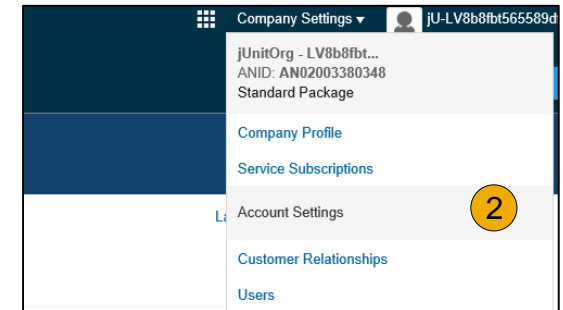 Company Settings ▾ jU-LV8b8fbt565589d
jUnitOrg - LV8b8fbt...
ANID: AN02003380348
Standard Package
Company Profile
Service Subscriptions
La
Account Settings
2
Customer Relationships
Users